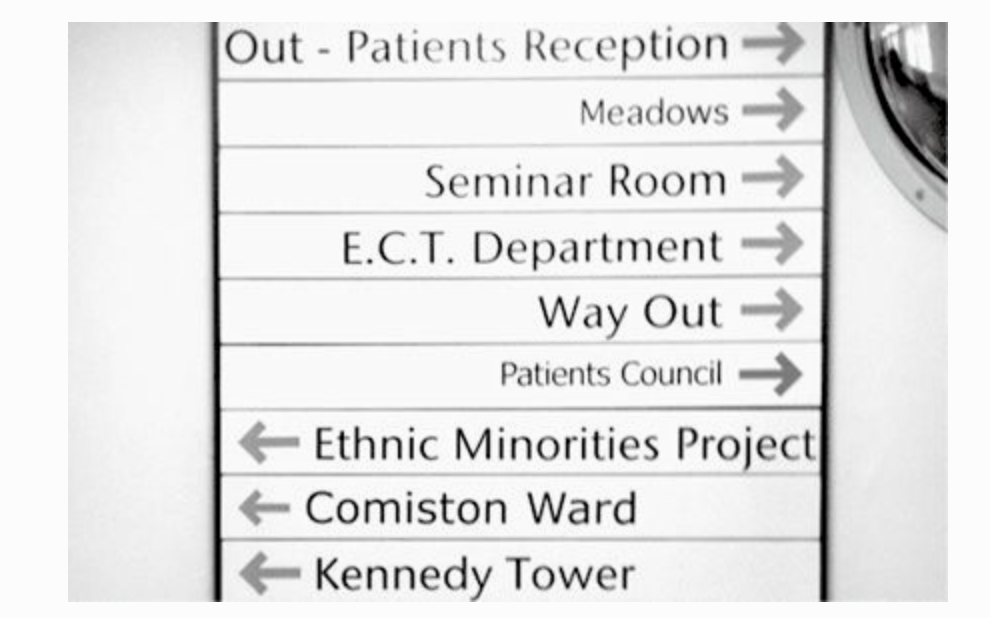 Out - Patients Reception
Meadows
Seminar Room
E.C.T. Department
Way Out
Patients Council
Ethnic Minorities Project
Comiston Ward
Kennedy Tower